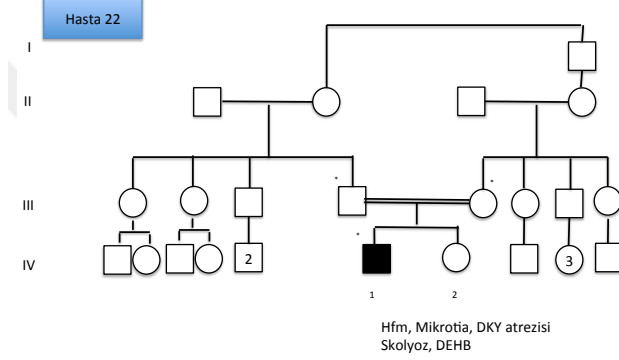 Hasta 22
I
II
III
* *
IV
*
2
3
1 2
Hfm, Mikrotia, DKY atrezisi
Skolyoz, DEHB